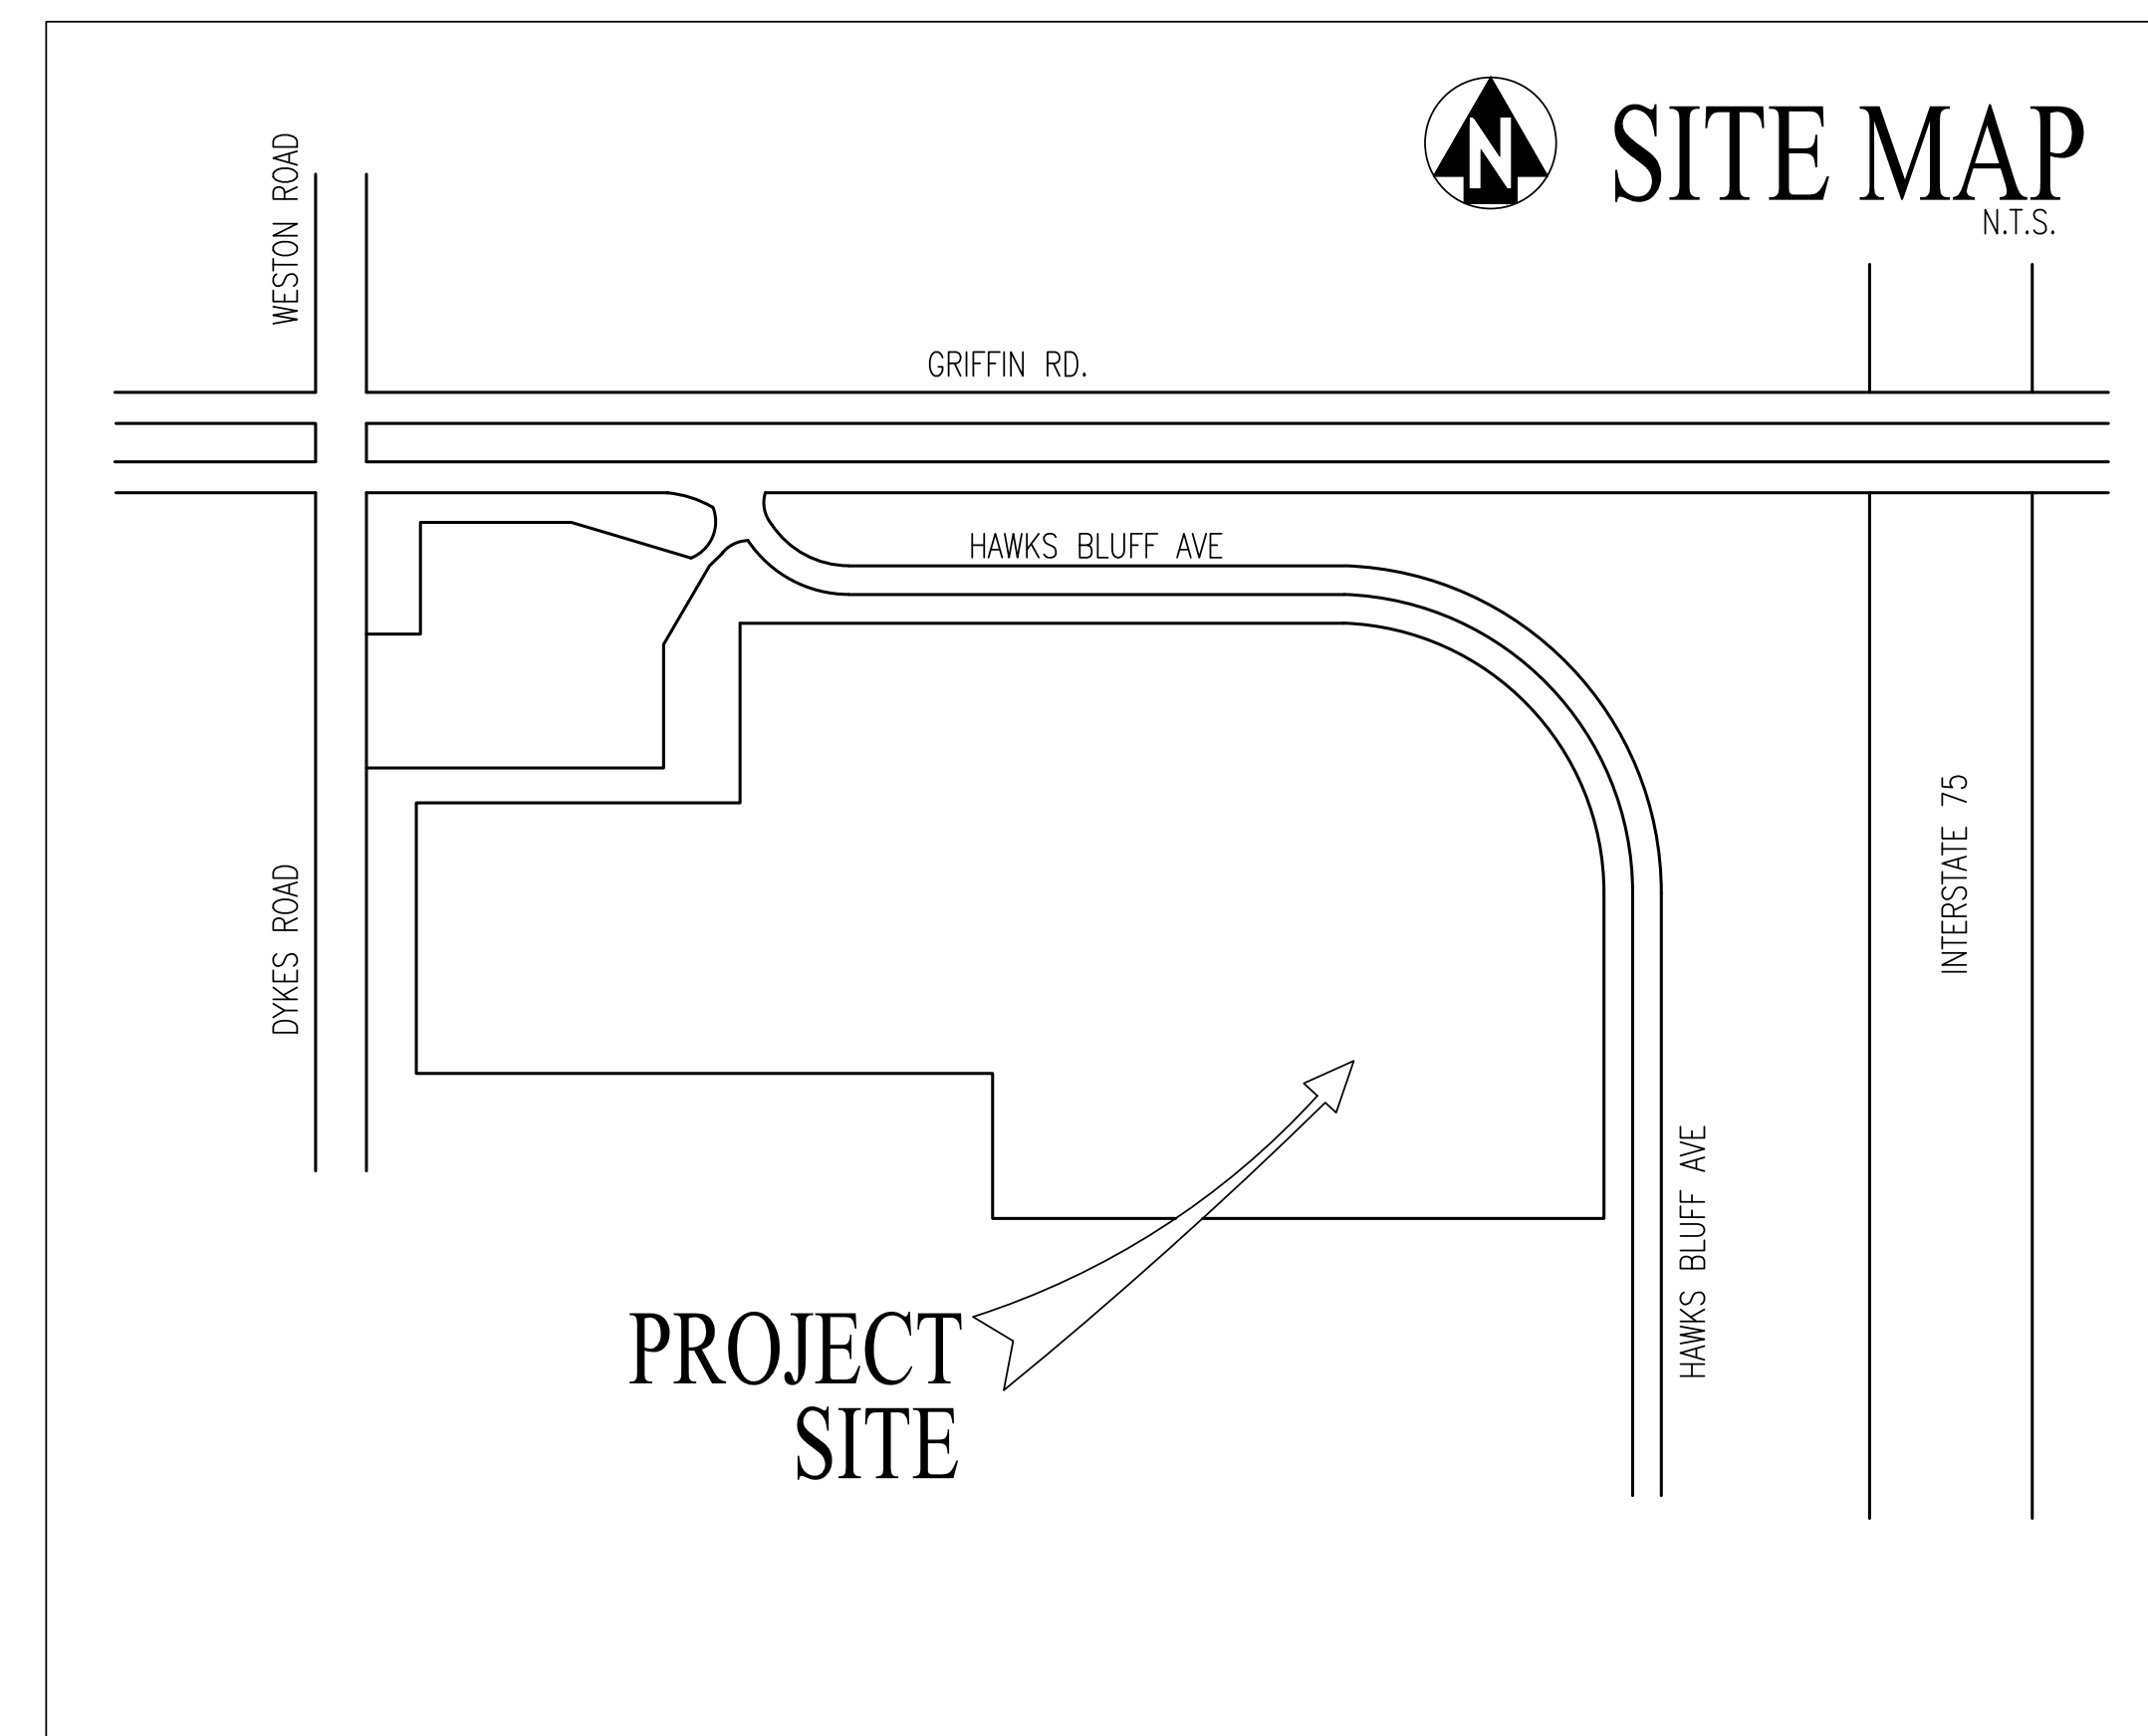 N
SITE MAP
N.T.S.
WESTON ROAD
GRIFFIN RD.
HAWKS BLUFF AVE
DYKES ROAD
INTERSTATE 75
HAWKS BLUFF AVE
PROJECT
SITE